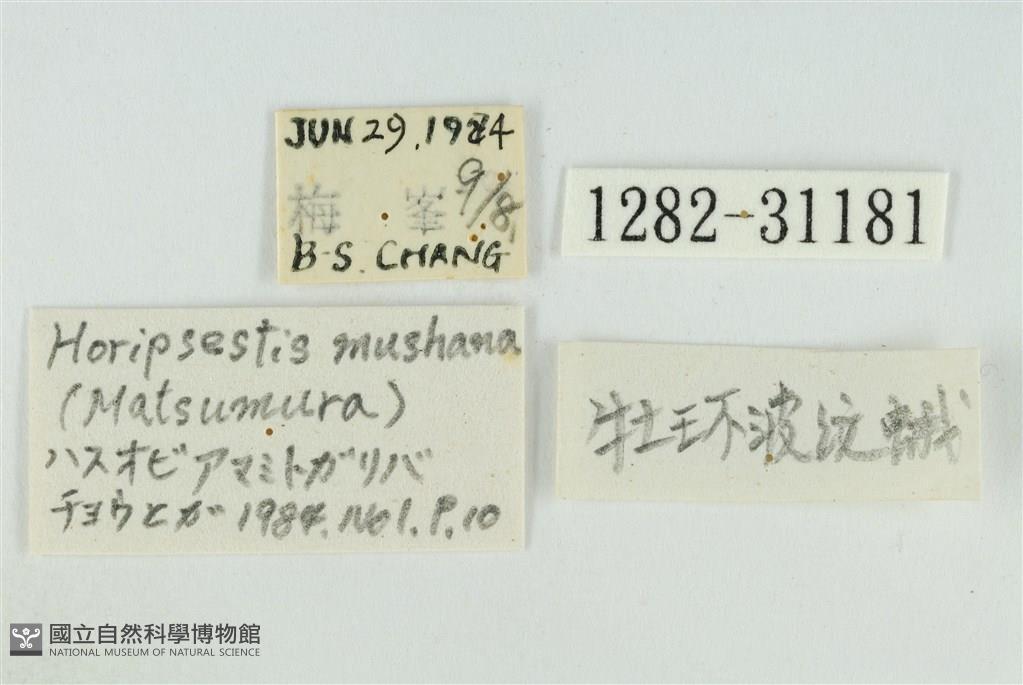 JUN 29, 1984
梅 峯 9/8
B-S. CHANG
1282-31181
Horipsestis mushana
(Matsumura)
ハスオビアマミトガリバ
チョウとガ 1984. No1. P. 10
牡环波紋蛾
國立自然科學博物館
NATIONAL MUSEUM OF NATURAL SCIENCE